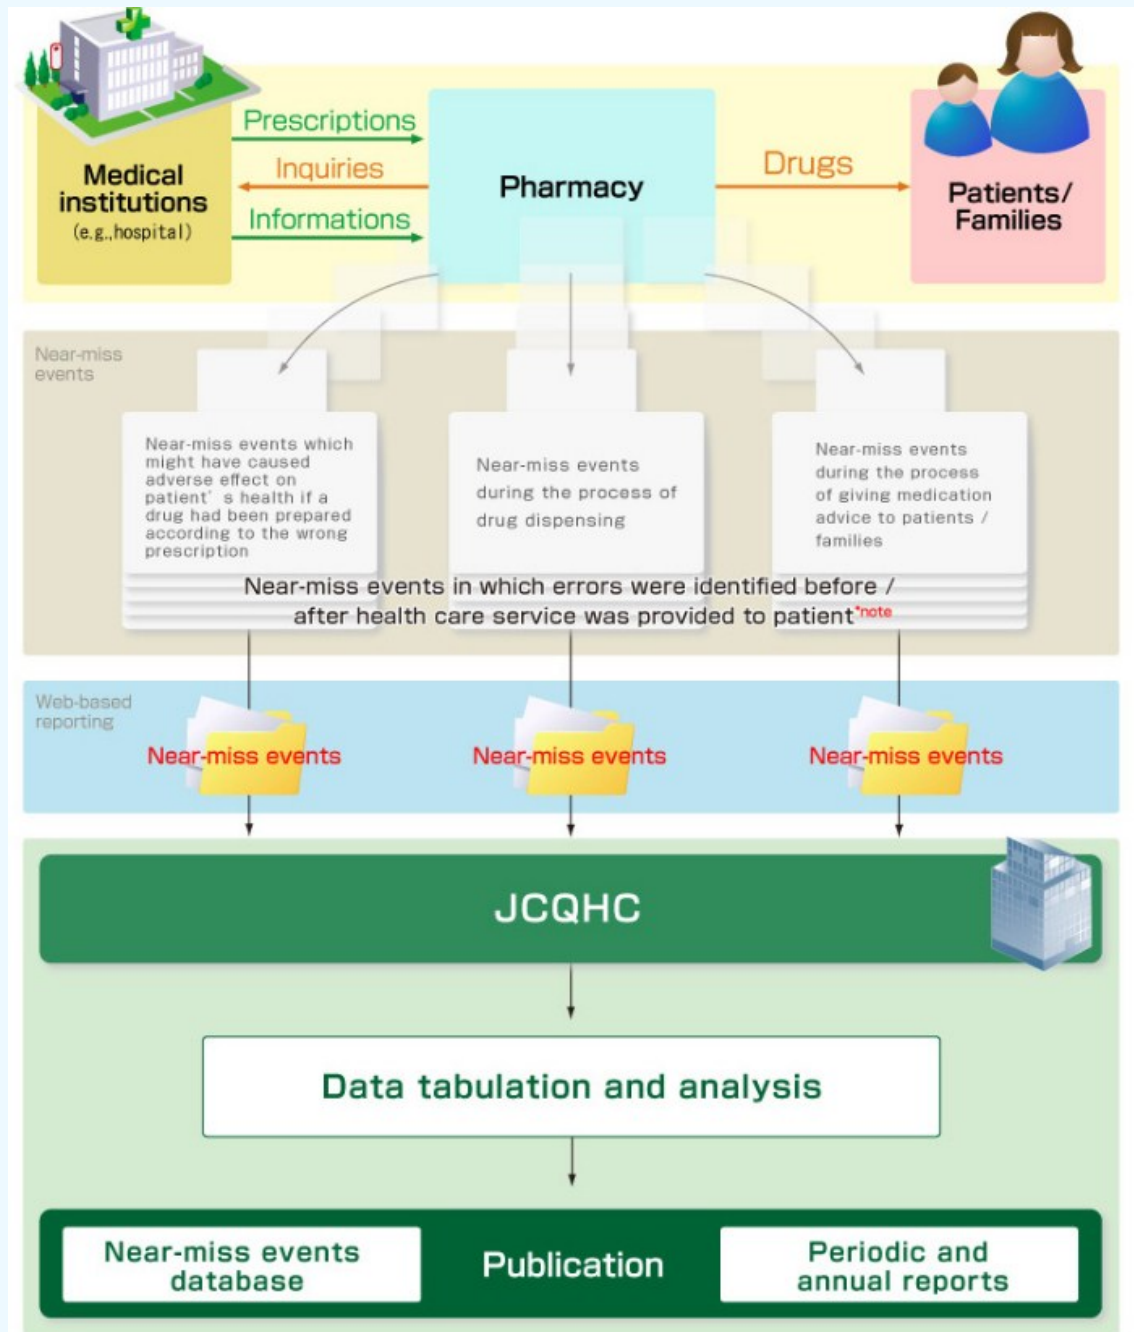 Prescriptions
Inquiries
Informations
Medical
institutions
(e.g.,hospital)
Pharmacy
Drugs
Patients/
Families
Near-miss
events
Near-miss events which
might have caused
adverse effect on
patient’ s health if a
drug had been prepared
according to the wrong
prescription
Near-miss events
during the process of
drug dispensing
Near-miss events
during the process
of giving medication
advice to patients /
families
Near-miss events in which errors were identified before /
after health care service was provided to patient*note
Web-based
reporting
Near-miss events
Near-miss events
Near-miss events
JCQHC
Data tabulation and analysis
Near-miss events
database
Publication
Periodic and
annual reports